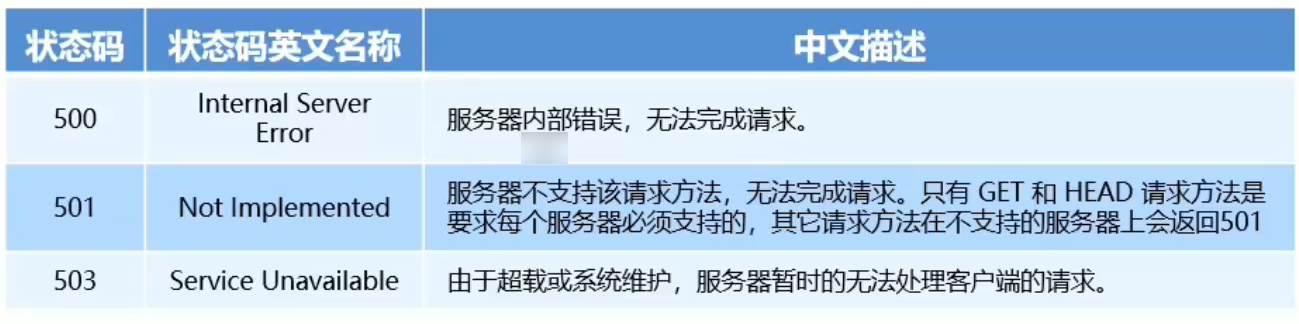 状态码 状态码英文名称 中文描述
500 Internal Server Error 服务器内部错误，无法完成请求。
501 Not Implemented 服务器不支持该请求方法，无法完成请求。只有 GET 和 HEAD 请求方法是
要求每个服务器必须支持的，其它请求方法在不支持的服务器上会返回501
503 Service Unavailable 由于超载或系统维护，服务器暂时的无法处理客户端的请求。